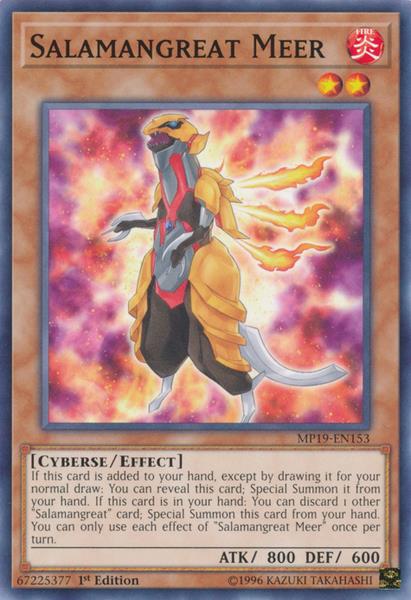 SALAMANGREAT MEER
FIRE
炎
MP19-EN153
[CYBERSE/EFFECT]
If this card is added to your hand, except by drawing it for your
normal draw: You can reveal this card; Special Summon it from
your hand. If this card is in your hand: You can discard 1 other
"Salamangreat" card; Special Summon this card from your hand.
You can only use each effect of "Salamangreat Meer" once per
turn.
ATK/ 800 DEF/ 600
67225377 1st Edition ©1996 KAZUKI TAKAHASHI